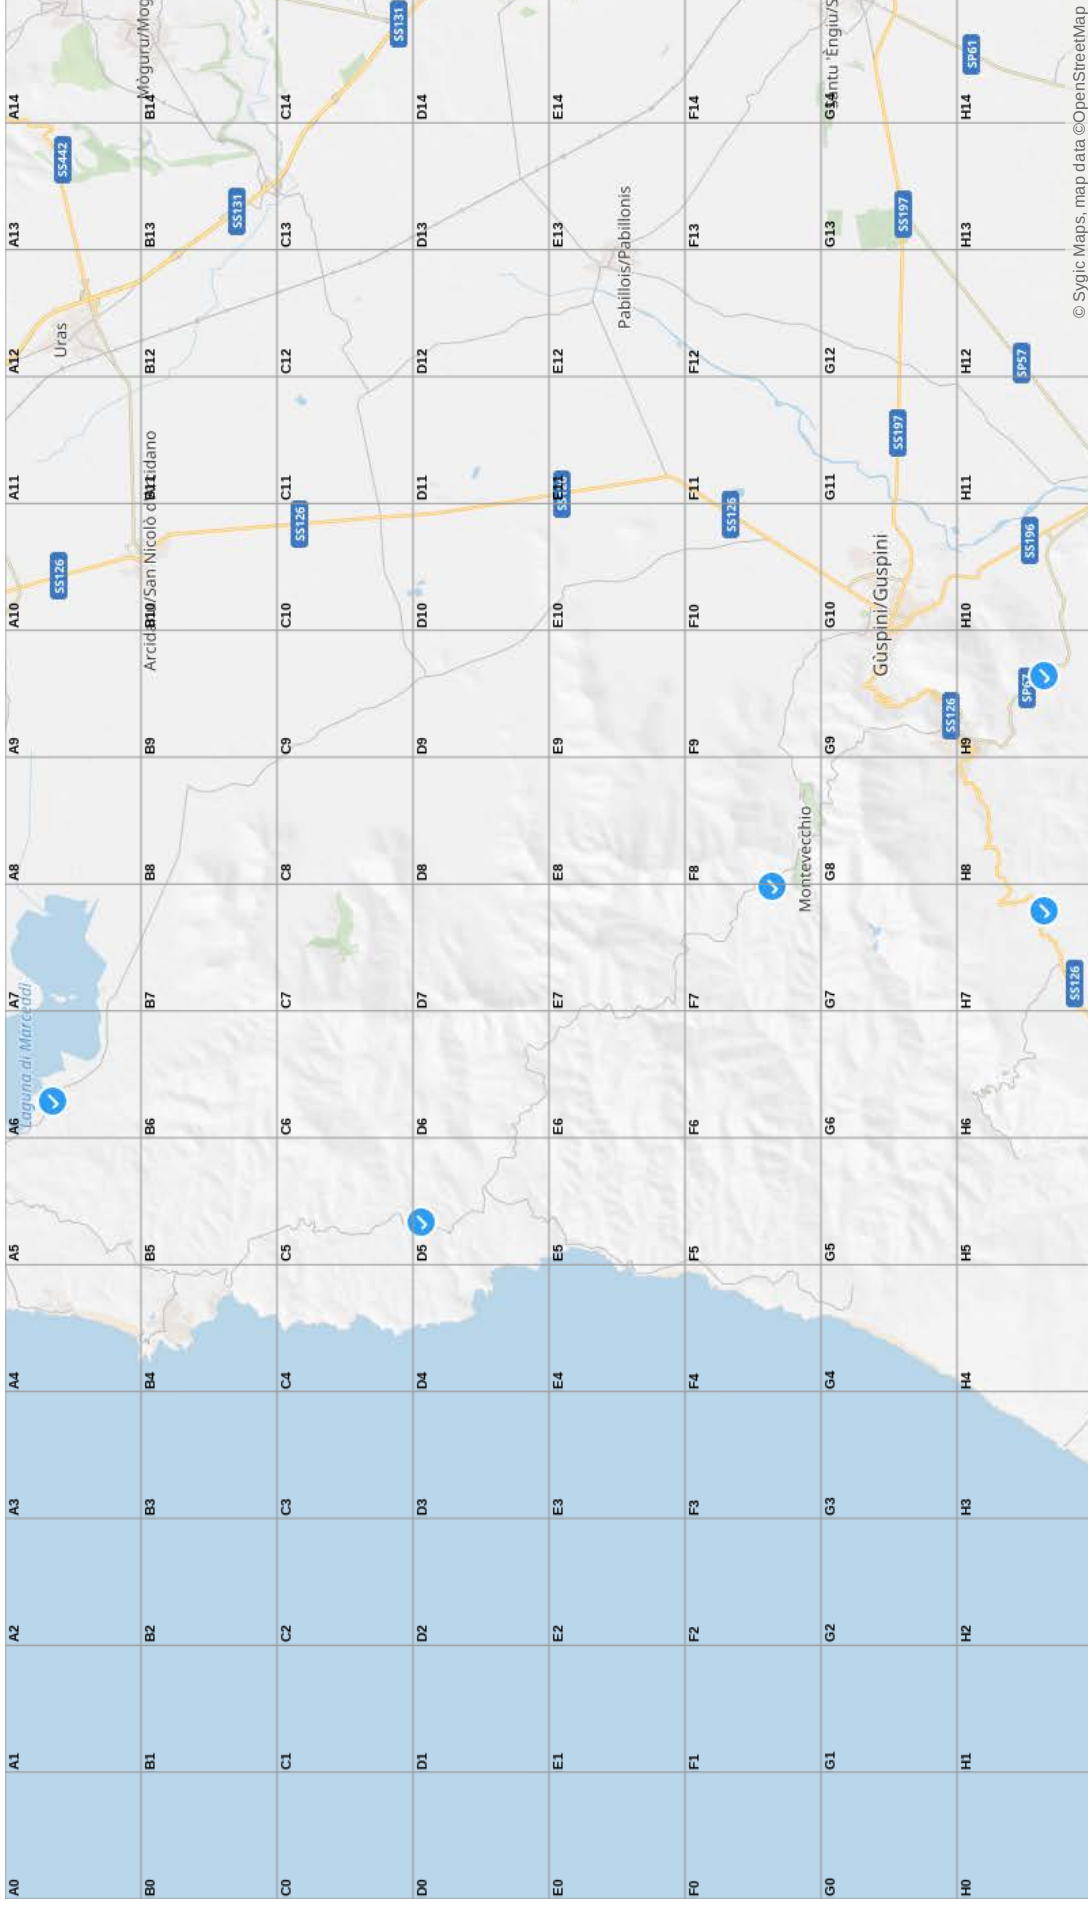 A0
A1
A2
A3
A4
A5
A6
A7
A8
A9
A10
A11
A12
A13
A14
Laguna di Marceddì
SS126
Uras
SS442
B0
B1
B2
B3
B4
B5
B6
B7
B8
B9
B10
B11
B12
B13
B14
Arcidano/San Nicolò d'Arcidano
Mòguru/Mog
SS131
C0
C1
C2
C3
C4
C5
C6
C7
C8
C9
C10
C11
C12
C13
C14
SS126
SS131
D0
D1
D2
D3
D4
D5
D6
D7
D8
D9
D10
D11
D12
D13
D14
E0
E1
E2
E3
E4
E5
E6
E7
E8
E9
E10
E11
E12
E13
E14
SS126
Pabillois/Pabillonis
F0
F1
F2
F3
F4
F5
F6
F7
F8
F9
F10
F11
F12
F13
F14
SS126
Montevecchio
G0
G1
G2
G3
G4
G5
G6
G7
G8
G9
G10
G11
G12
G13
G14
Santu 'Èngiu/S
Gùspini/Guspini
SS197
SS197
SS126
H0
H1
H2
H3
H4
H5
H6
H7
H8
H9
H10
H11
H12
H13
H14
SP61
SP67
SS196
SP57
SS126
© Sygic Maps, map data ©OpenStreetMap